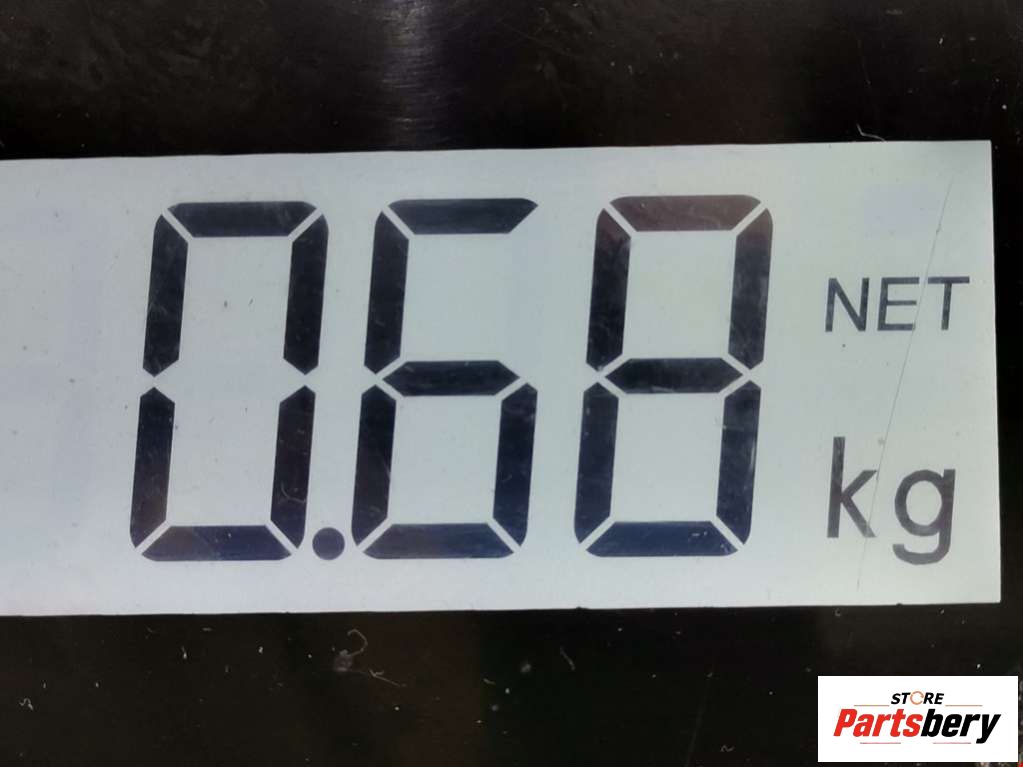 0.68 NET
kg
STORE
Partsbery